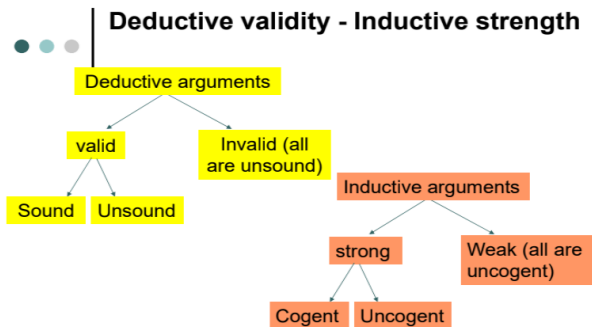 Deductive validity - Inductive strength
Deductive arguments
valid
Invalid (all
are unsound)
Sound
Unsound
Inductive arguments
strong
Weak (all are
uncogent)
Cogent
Uncogent